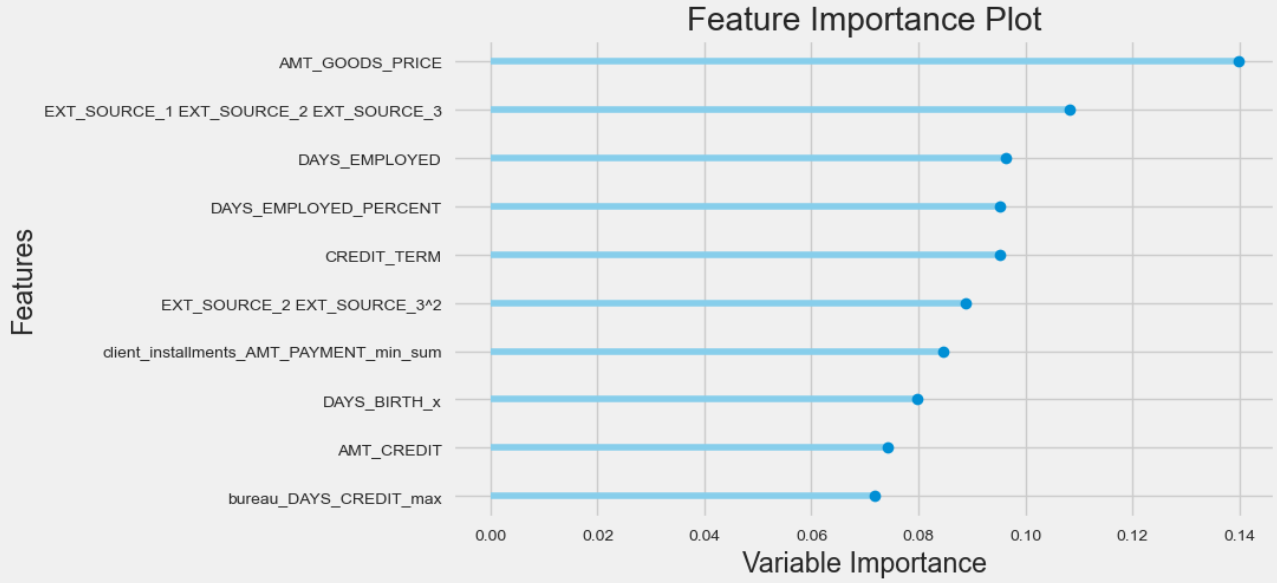 Feature Importance Plot
AMT_GOODS_PRICE
EXT_SOURCE_1 EXT_SOURCE_2 EXT_SOURCE_3
DAYS_EMPLOYED
DAYS_EMPLOYED_PERCENT
CREDIT_TERM
EXT_SOURCE_2 EXT_SOURCE_3^2
client_installments_AMT_PAYMENT_min_sum
DAYS_BIRTH_x
AMT_CREDIT
bureau_DAYS_CREDIT_max
Features
0.00 0.02 0.04 0.06 0.08 0.10 0.12 0.14
Variable Importance